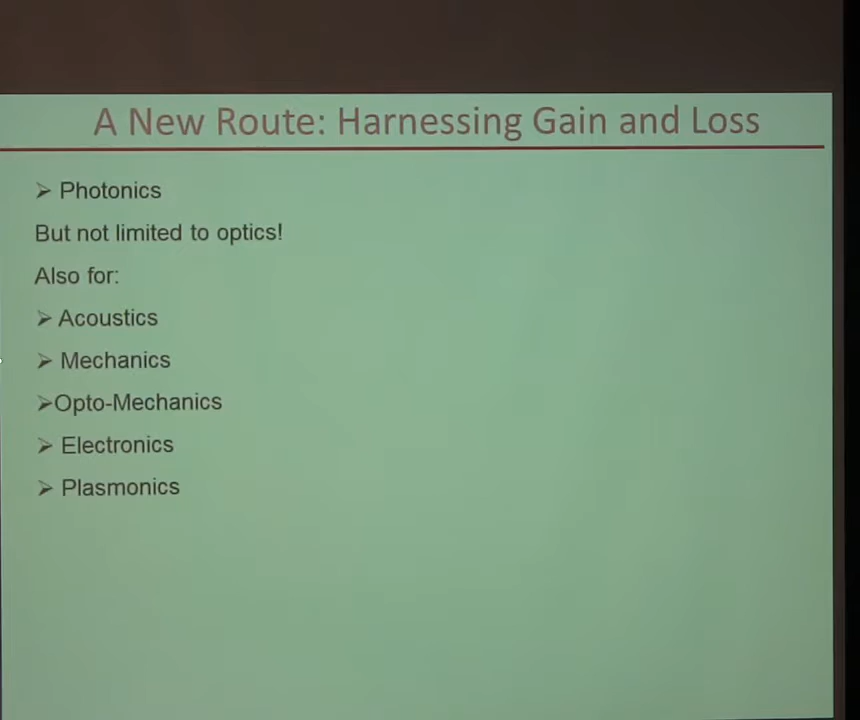 A New Route: Harnessing Gain and Loss
➢ Photonics
But not limited to optics!
Also for:
➢ Acoustics
➢ Mechanics
➢Opto-Mechanics
➢ Electronics
➢ Plasmonics